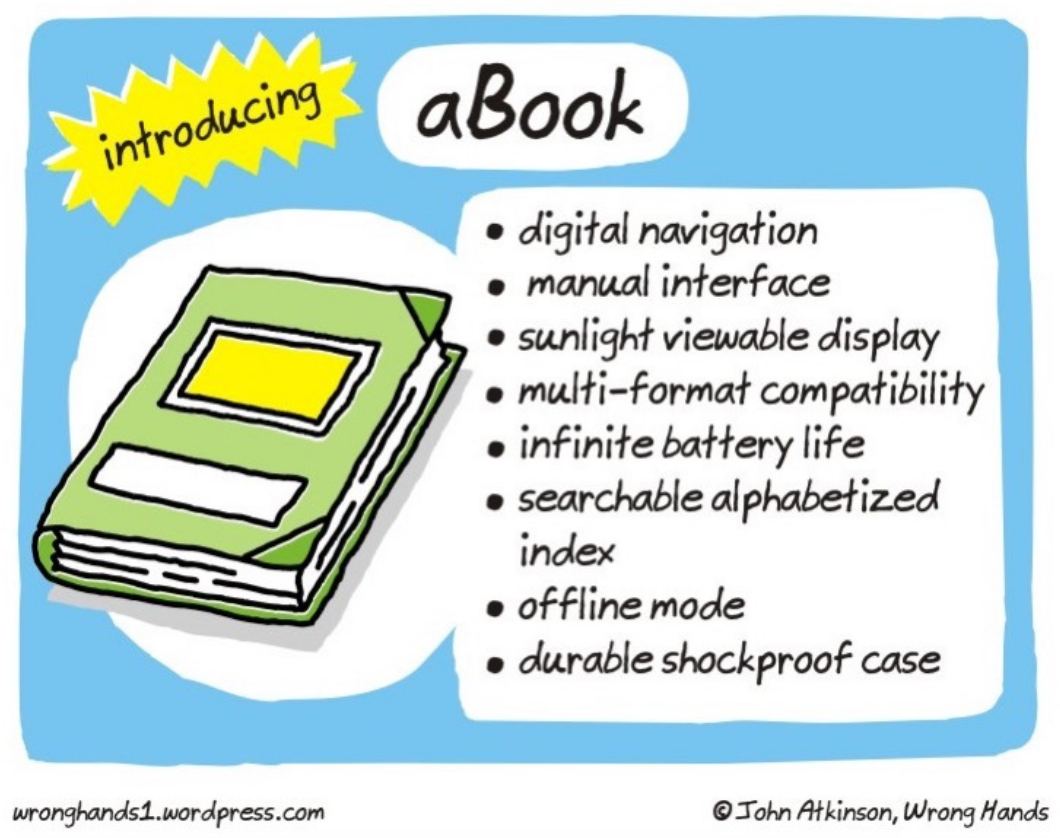 introducing
aBook
• digital navigation
• manual interface
• sunlight viewable display
• multi-format compatibility
• infinite battery life
• searchable alphabetized
index
• offline mode
• durable shockproof case
wronghands1.wordpress.com
© John Atkinson, Wrong Hands